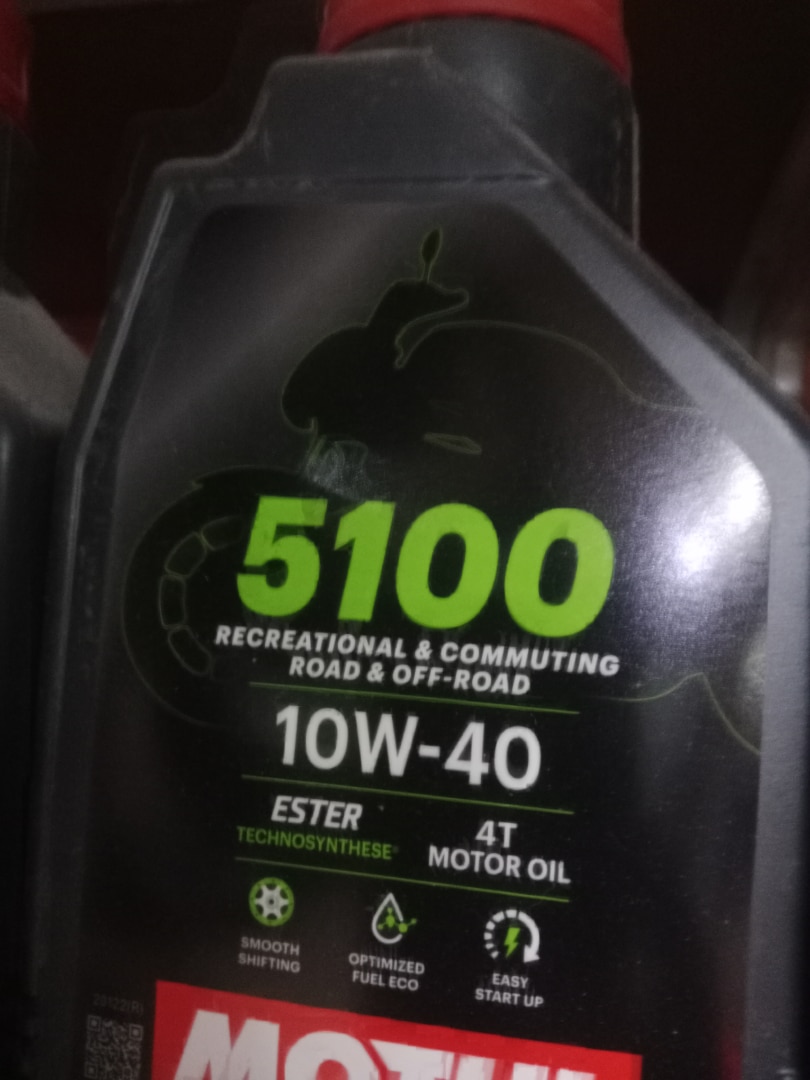 5100
RECREATIONAL & COMMUTING
ROAD & OFF-ROAD
10W-40
ESTER
TECHNOSYNTHESE®
4T
MOTOR OIL
SMOOTH
SHIFTING
OPTIMIZED
FUEL ECO
EASY
START UP
MOTUL